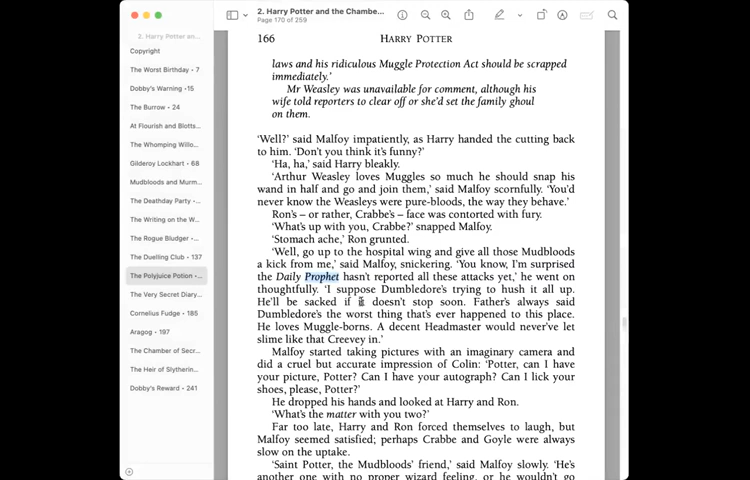 2. Harry Potter and the Chambe...
Page 170 of 259
2. Harry Potter an...
Copyright
The Worst Birthday • 7
Dobby's Warning • 15
The Burrow • 24
At Flourish and Blotts...
The Whomping Willo...
Gilderoy Lockhart • 68
Mudbloods and Murm...
The Deathday Party •...
The Writing on the W...
The Rogue Bludger •...
The Duelling Club • 137
The Polyjuice Potion •...
The Very Secret Diary...
Cornelius Fudge • 185
Aragog • 197
The Chamber of Secr...
The Heir of Slytherin...
Dobby's Reward • 241
166 HARRY POTTER
laws and his ridiculous Muggle Protection Act should be scrapped
immediately.'
Mr Weasley was unavailable for comment, although his
wife told reporters to clear off or she'd set the family ghoul
on them.
'Well?' said Malfoy impatiently, as Harry handed the cutting back
to him. 'Don't you think it's funny?'
'Ha, ha,' said Harry bleakly.
'Arthur Weasley loves Muggles so much he should snap his
wand in half and go and join them,' said Malfoy scornfully. 'You'd
never know the Weasleys were pure-bloods, the way they behave.'
Ron's – or rather, Crabbe's – face was contorted with fury.
'What's up with you, Crabbe?' snapped Malfoy.
'Stomach ache,' Ron grunted.
'Well, go up to the hospital wing and give all those Mudbloods
a kick from me,' said Malfoy, snickering. 'You know, I'm surprised
the Daily Prophet hasn't reported all these attacks yet,' he went on
thoughtfully. 'I suppose Dumbledore's trying to hush it all up.
He'll be sacked if it doesn't stop soon. Father's always said
Dumbledore's the worst thing that's ever happened to this place.
He loves Muggle-borns. A decent Headmaster would never've let
slime like that Creevey in.'
Malfoy started taking pictures with an imaginary camera and
did a cruel but accurate impression of Colin: 'Potter, can I have
your picture, Potter? Can I have your autograph? Can I lick your
shoes, please, Potter?'
He dropped his hands and looked at Harry and Ron.
'What's the matter with you two?'
Far too late, Harry and Ron forced themselves to laugh, but
Malfoy seemed satisfied; perhaps Crabbe and Goyle were always
slow on the uptake.
'Saint Potter, the Mudbloods' friend,' said Malfoy slowly. 'He's
another one with no proper wizard feeling, or he wouldn't go